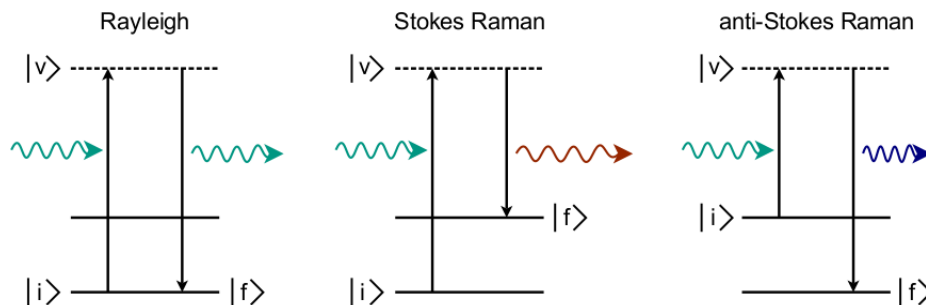 Rayleigh
Stokes Raman
anti-Stokes Raman
|v>
|v>
|v>
|f>
|i>
|i>
|f>
|i>
|f>